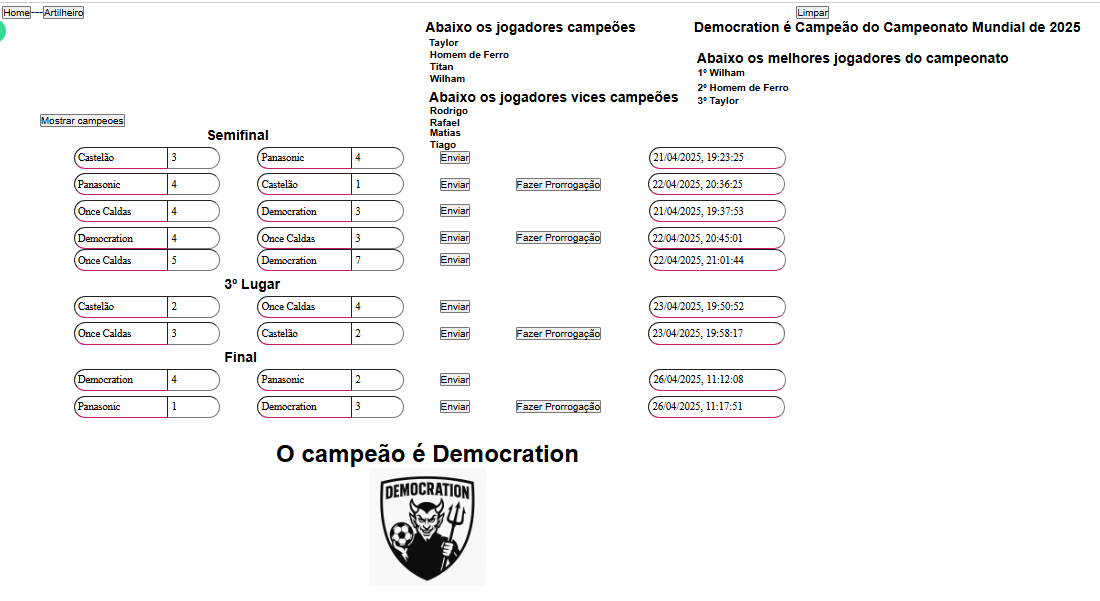 Home---Artilheiro
Limpar
Abaixo os jogadores campeões
Taylor
Homem de Ferro
Titan
Wilham
Abaixo os jogadores vices campeões
Rodrigo
Rafael
Matias
Tiago
Democration é Campeão do Campeonato Mundial de 2025
Abaixo os melhores jogadores do campeonato
1º Wilham
2º Homem de Ferro
3º Taylor
Mostrar campeoes
Semifinal
Castelão 3 Panasonic 4 Enviar 21/04/2025, 19:23:25
Panasonic 4 Castelão 1 Enviar Fazer Prorrogação 22/04/2025, 20:36:25
Once Caldas 4 Democration 3 Enviar 21/04/2025, 19:37:53
Democration 4 Once Caldas 3 Enviar Fazer Prorrogação 22/04/2025, 20:45:01
Once Caldas 5 Democration 7 Enviar 22/04/2025, 21:01:44
3º Lugar
Castelão 2 Once Caldas 4 Enviar 23/04/2025, 19:50:52
Once Caldas 3 Castelão 2 Enviar Fazer Prorrogação 23/04/2025, 19:58:17
Final
Democration 4 Panasonic 2 Enviar 26/04/2025, 11:12:08
Panasonic 1 Democration 3 Enviar Fazer Prorrogação 26/04/2025, 11:17:51
O campeão é Democration
DEMOCRATION